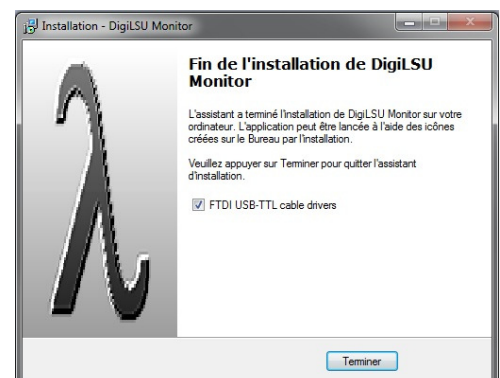 Installation - DigiLSU Monitor
Fin de l'installation de DigiLSU
Monitor
L'assistant a terminé l'installation de DigiLSU Monitor sur votre
ordinateur. L'application peut être lancée à l'aide des icônes
créées sur le Bureau par l'installation.
Veuillez appuyer sur Terminer pour quitter l'assistant
d'installation.
FTDI USB-TTL cable drivers
λ
Terminer